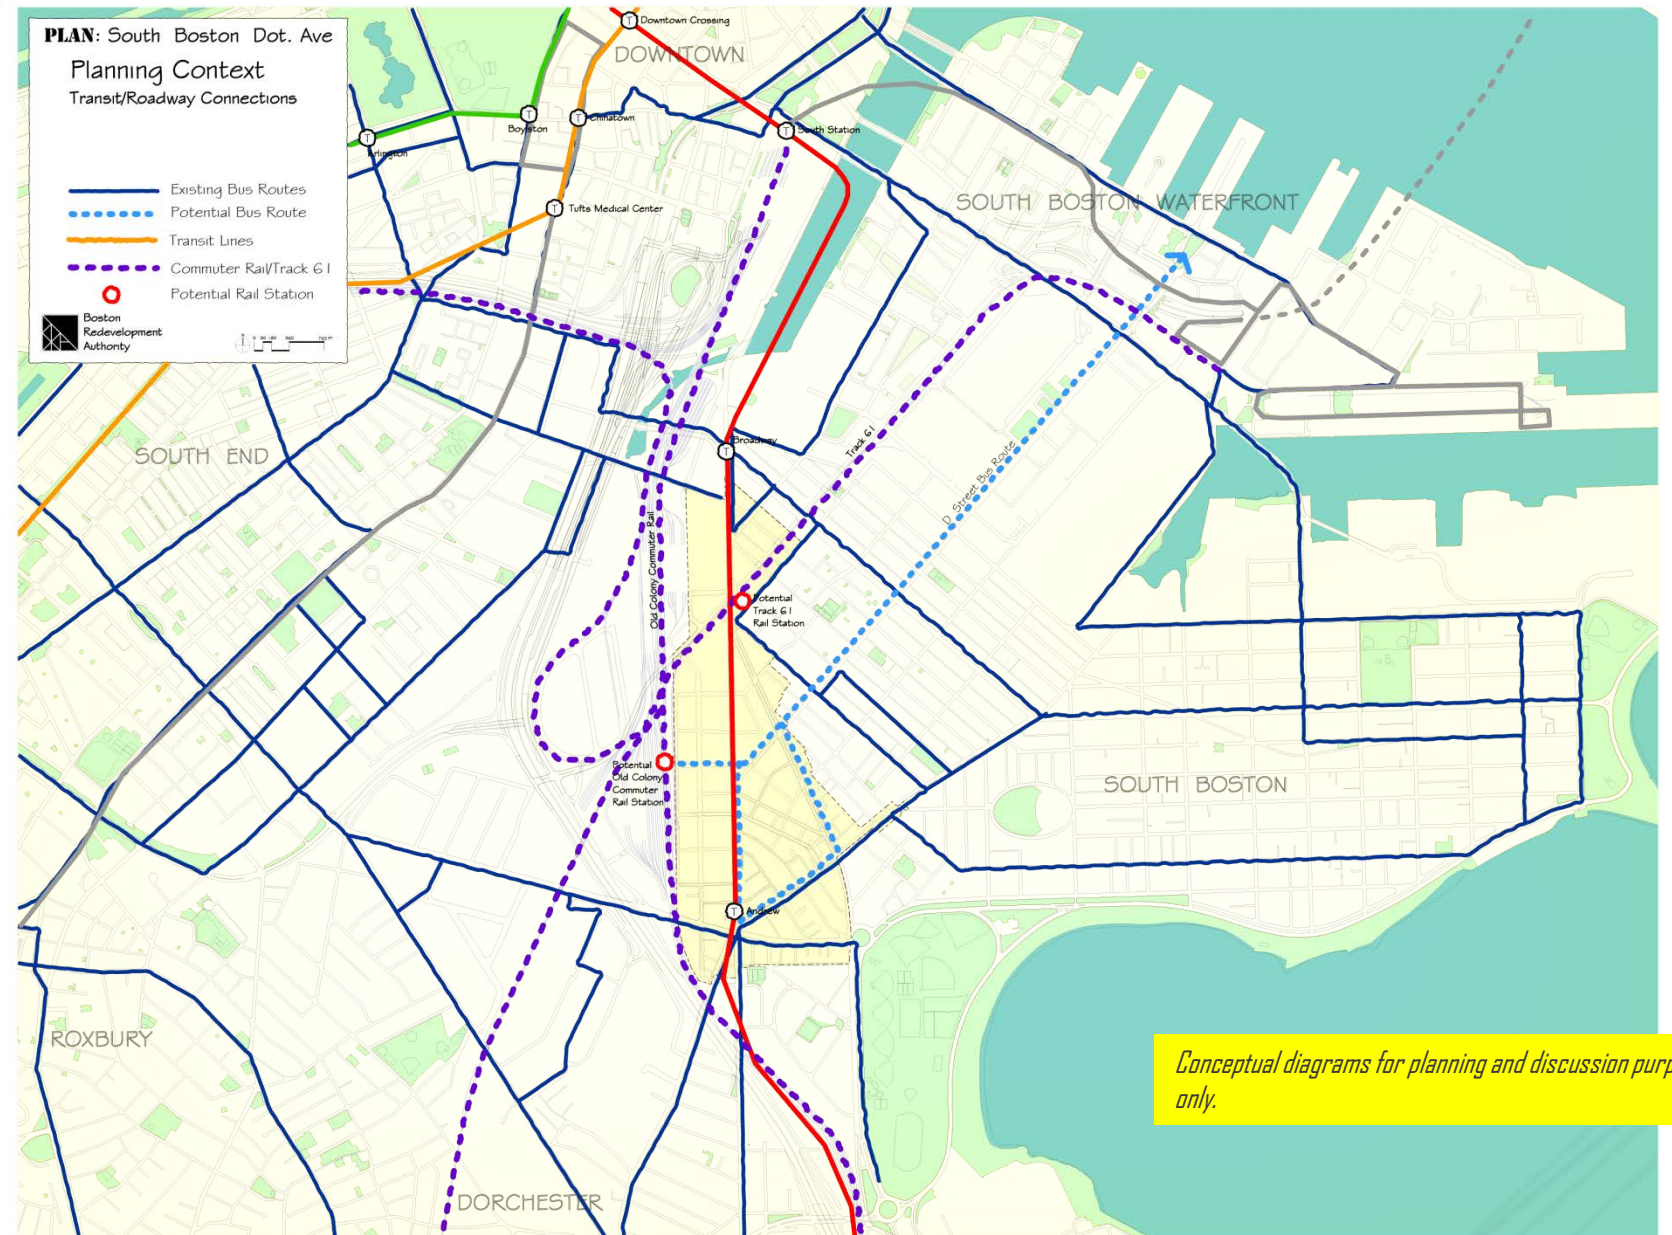 PLAN: South Boston Dot. Ave
Planning Context
Transit/Roadway Connections
Existing Bus Routes
Potential Bus Route
Transit Lines
Commuter Rail/Track 61
Potential Rail Station
Boston
Redevelopment
Authority
Downtown Crossing
DOWNTOWN
Boylston
Chinatown
Arlington
South Station
Tufts Medical Center
SOUTH BOSTON WATERFRONT
SOUTH END
Broadway
Track 61
D Street Bus Route
Old Colony Commuter Rail
Potential
Track 61
Rail Station
Potential
Old Colony
Commuter
Rail Station
SOUTH BOSTON
Andrew
ROXBURY
DORCHESTER
Conceptual diagrams for planning and discussion purp
only.